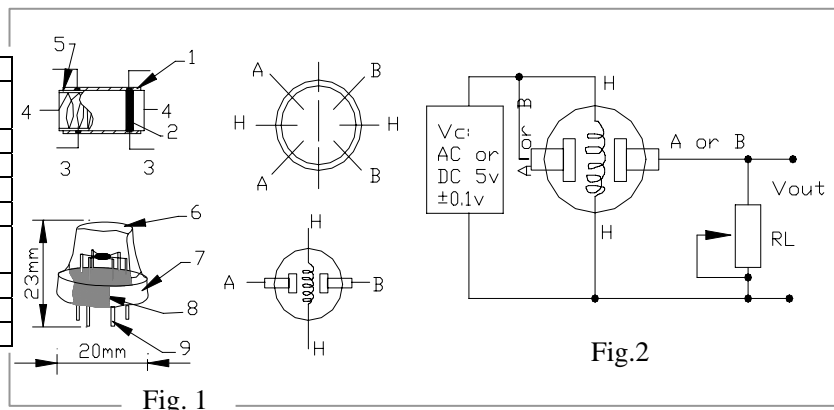 5
1
4
4
2
3
3
A
B
H
H
A
B
6
7
8
9
23mm
20mm
A
B
H
H
Fig. 1
H
Vc:
AC or
DC 5v
±0.1v
A or B
A or B
Vout
RL
H
Fig.2